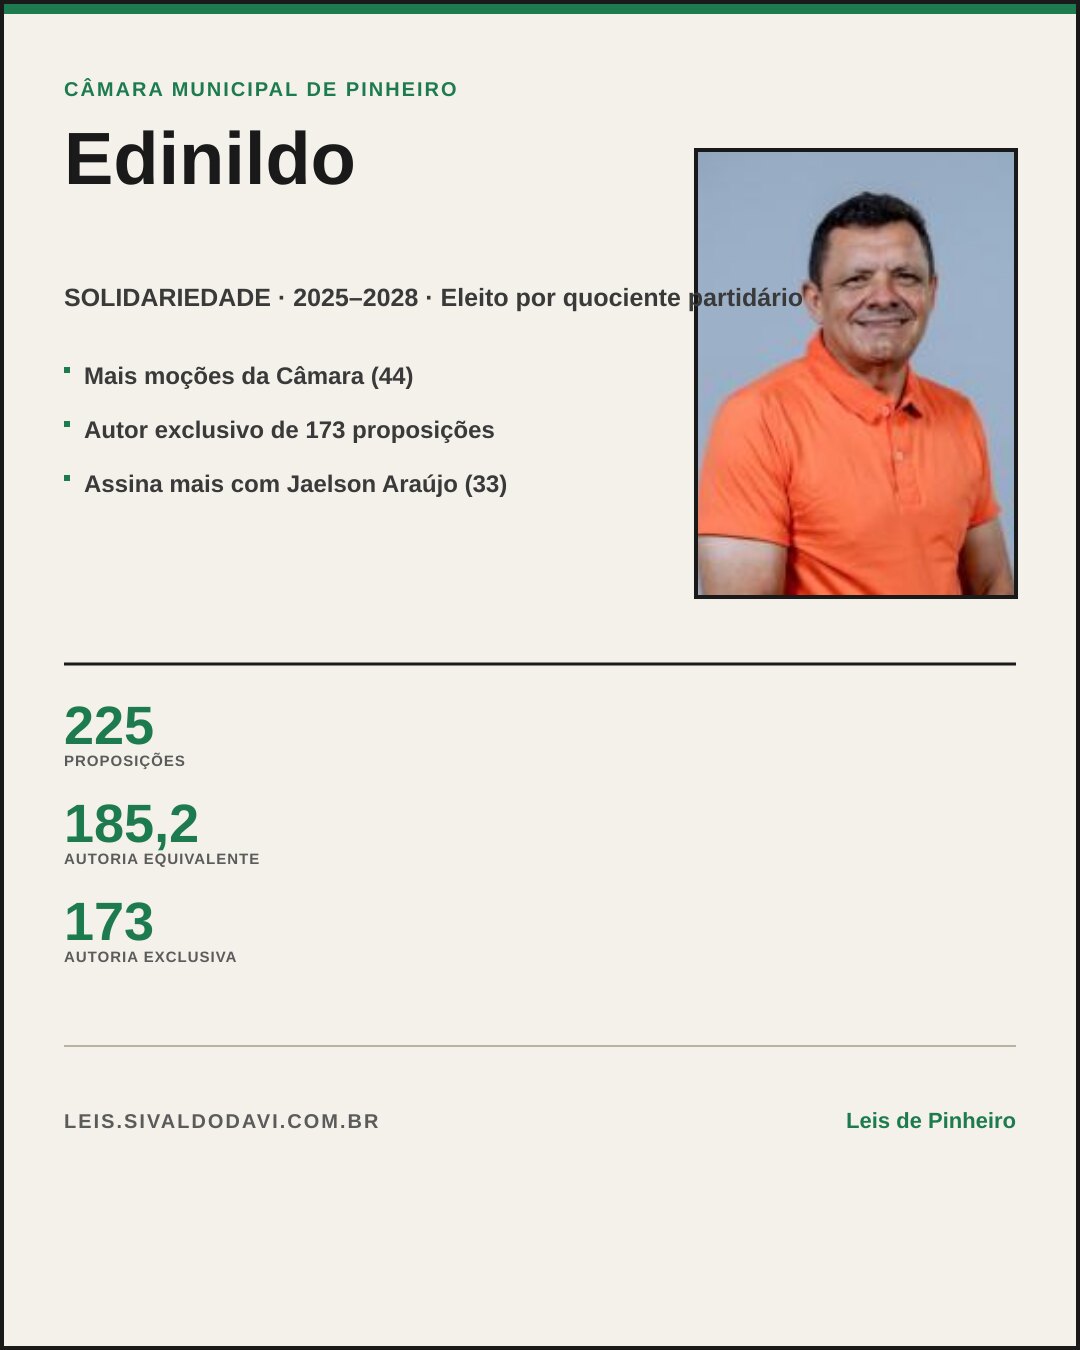 CÂMARA MUNICIPAL DE PINHEIRO
Edinildo
SOLIDARIEDADE · 2025–2028 · Eleito por quociente partidário
Mais moções da Câmara (44)
Autor exclusivo de 173 proposições
Assina mais com Jaelson Araújo (33)
225
PROPOSIÇÕES
185,2
AUTORIA EQUIVALENTE
173
AUTORIA EXCLUSIVA
LEIS.SIVALDODAVI.COM.BR
Leis de Pinheiro